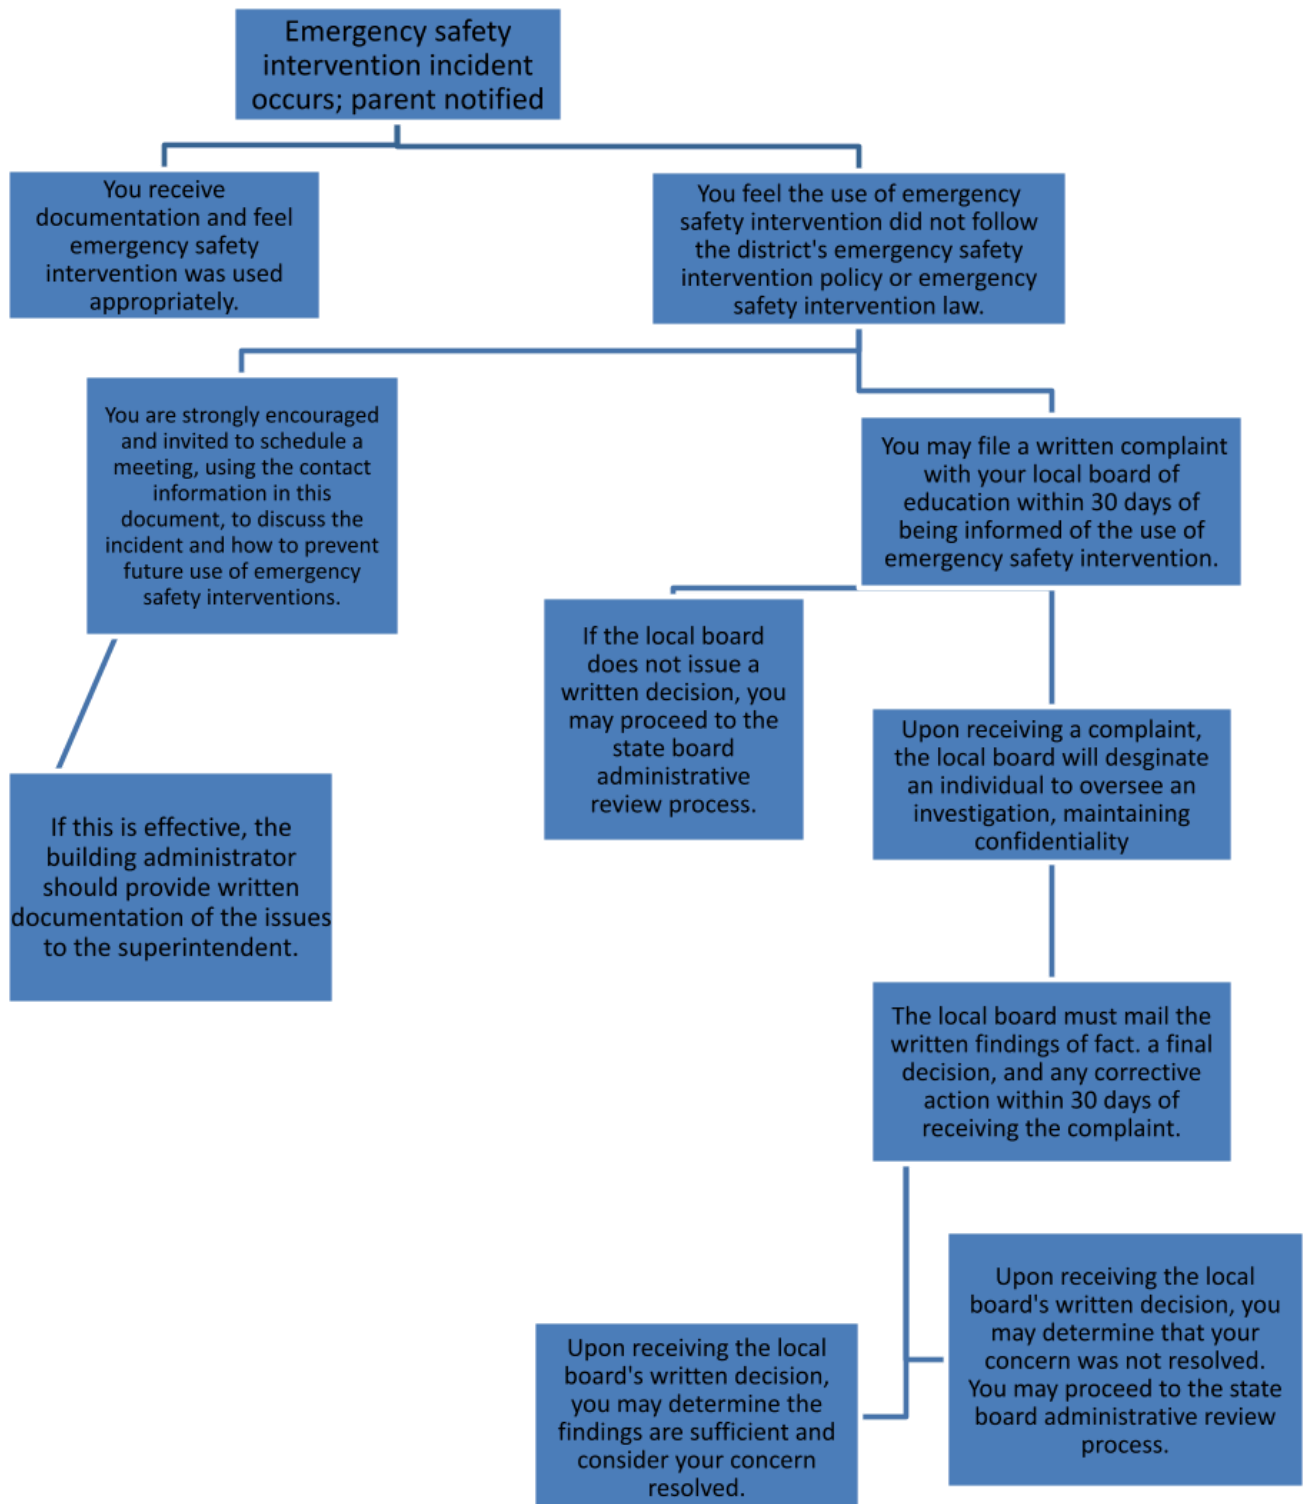 Emergency safety
intervention incident
occurs; parent notified
You receive
documentation and feel
emergency safety
intervention was used
appropriately.
You feel the use of emergency
safety intervention did not follow
the district's emergency safety
intervention policy or emergency
safety intervention law.
You are strongly encouraged
and invited to schedule a
meeting, using the contact
information in this
document, to discuss the
incident and how to prevent
future use of emergency
safety interventions.
You may file a written complaint
with your local board of
education within 30 days of
being informed of the use of
emergency safety intervention.
If the local board
does not issue a
written decision, you
may proceed to the
state board
administrative
review process.
Upon receiving a complaint,
the local board will desginate
an individual to oversee an
investigation, maintaining
confidentiality
If this is effective, the
building administrator
should provide written
documentation of the issues
to the superintendent.
The local board must mail the
written findings of fact. a final
decision, and any corrective
action within 30 days of
receiving the complaint.
Upon receiving the local
board's written decision, you
may determine that your
concern was not resolved.
You may proceed to the state
board administrative review
process.
Upon receiving the local
board's written decision,
you may determine the
findings are sufficient and
consider your concern
resolved.